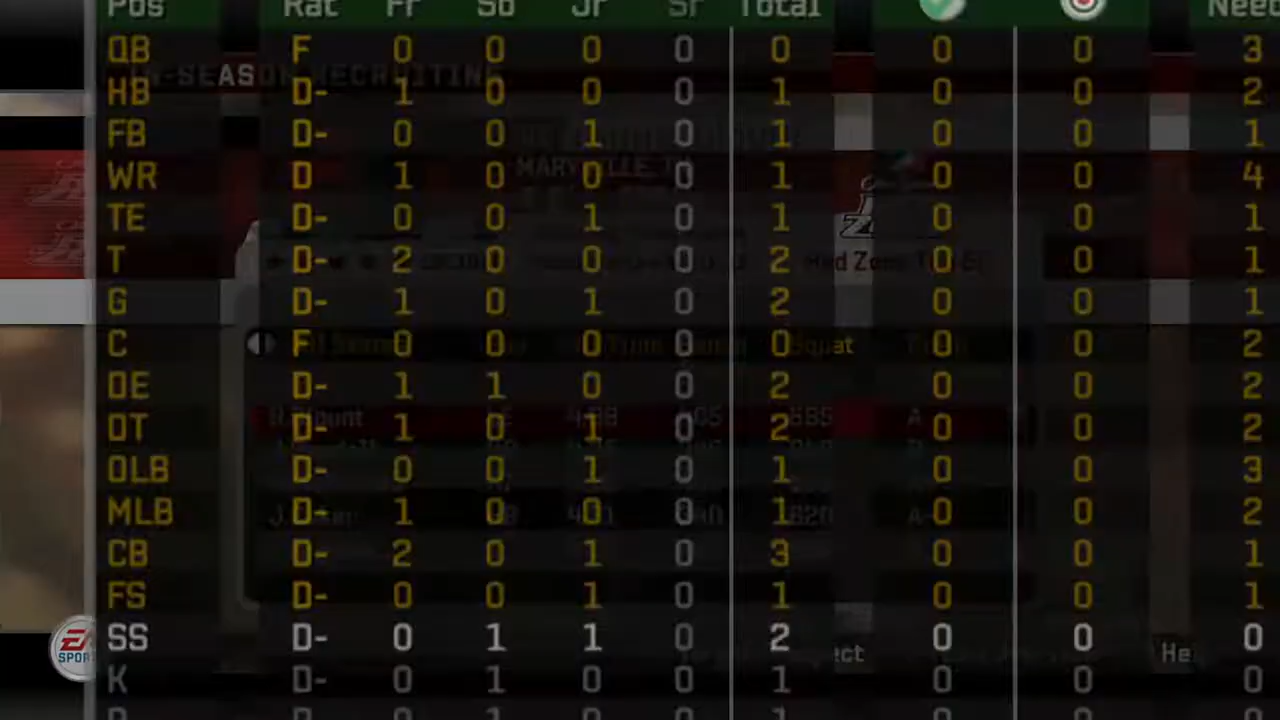 Pos Rat Fr So Jr Sr Total Need
QB F 0 0 0 0 0 0 0 3
HB D- 1 0 0 0 1 0 0 2
FB D- 0 0 1 0 1 0 0 1
WR D 1 0 0 0 1 0 0 4
TE D- 0 0 1 0 1 0 0 1
T D- 2 0 0 0 2 0 0 1
G D- 1 0 1 0 2 0 0 1
C F 0 0 0 0 0 0 0 2
DE D- 1 1 0 0 2 0 0 2
DT D- 1 0 1 0 2 0 0 2
OLB D- 0 0 1 0 1 0 0 3
MLB D- 1 0 0 0 1 0 0 2
CB D- 2 0 1 0 3 0 0 1
FS D- 0 0 1 0 1 0 0 1
SS D- 0 1 1 0 2 0 0 0
K D- 0 1 0 0 1 0 0 0
IN-SEASON RECRUITING
Squat
EA SPORTS